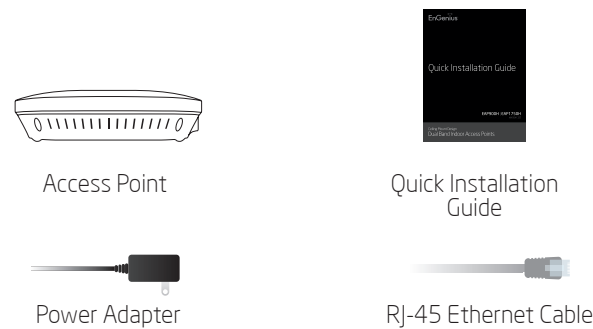 EnGenius
Quick Installation Guide
EAP900H | EAP1750H
Dual Band Indoor Access Points
Access Point
Quick Installation
Guide
Power Adapter
RJ-45 Ethernet Cable